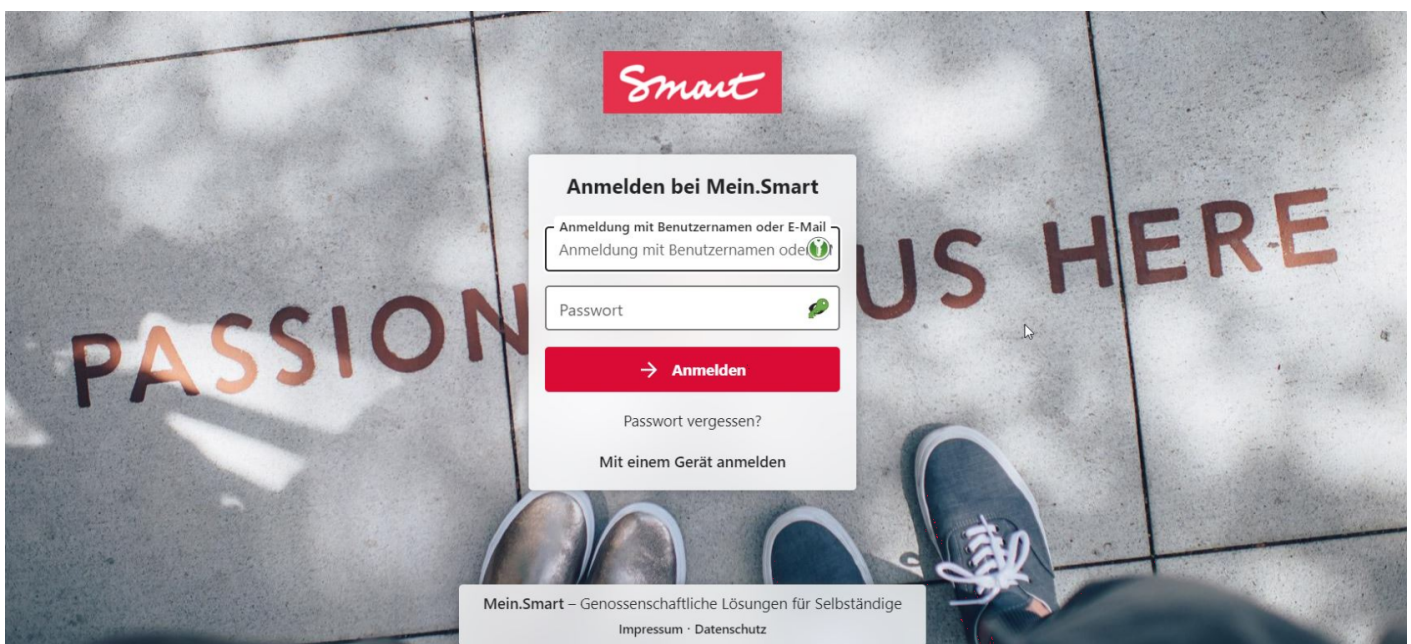 Smart
Anmelden bei Mein.Smart
Anmeldung mit Benutzernamen oder E-Mail
Anmeldung mit Benutzernamen oder
PASSION US HERE
Passwort
→ Anmelden
Passwort vergessen?
Mit einem Gerät anmelden
Mein.Smart – Genossenschaftliche Lösungen für Selbständige
Impressum · Datenschutz